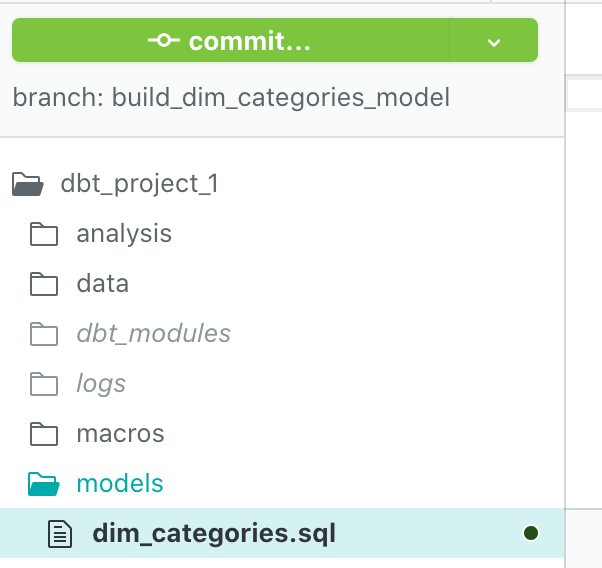 commit...
branch: build_dim_categories_model
dbt_project_1
analysis
data
dbt_modules
logs
macros
models
dim_categories.sql